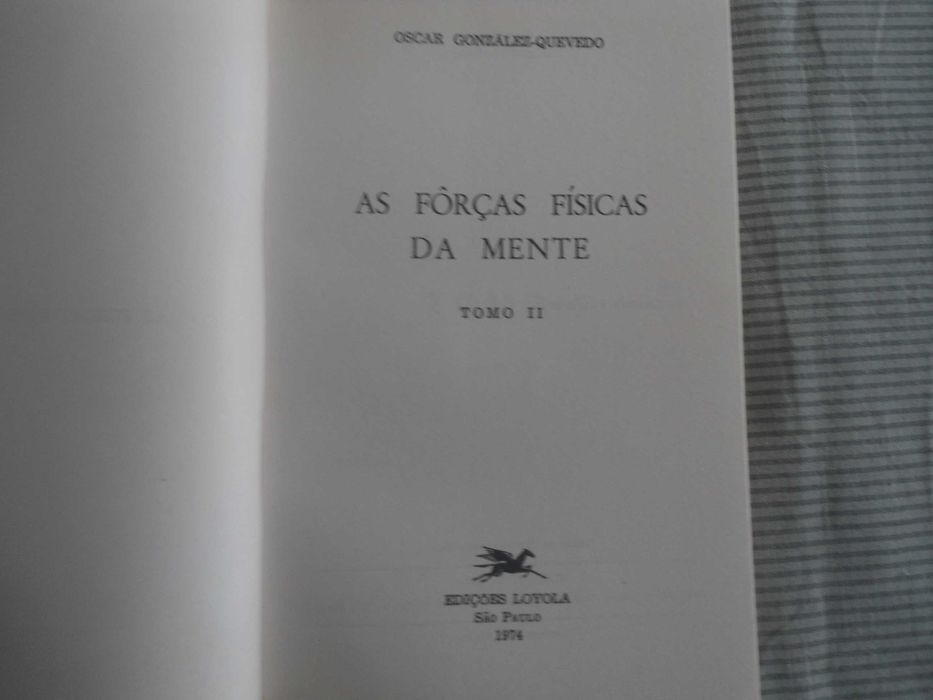 OSCAR GONZÁLEZ-QUEVEDO
AS FÔRÇAS FÍSICAS
DA MENTE
TOMO II
EDIÇÕES LOYOLA
São Paulo
1974